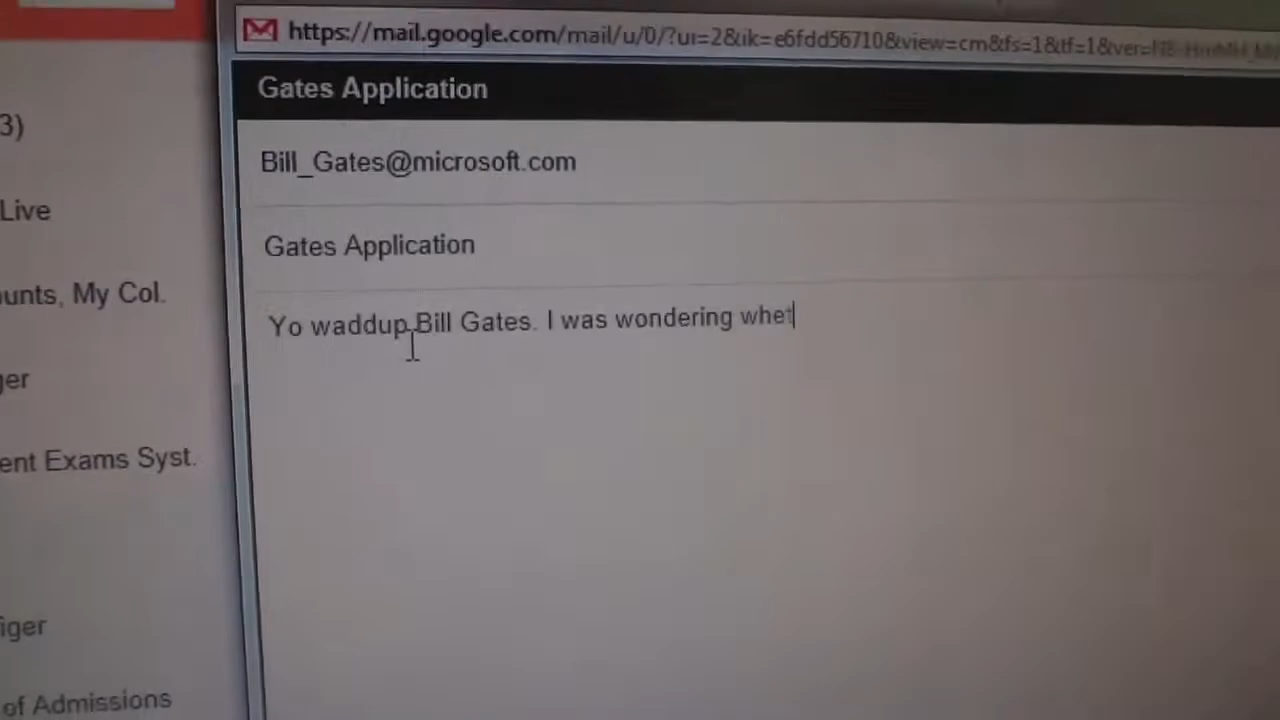 https://mail.google.com/mail/u/0/?ui=2&ik=e6fdd56710&view=cm&fs=1&tf=1&ver=
Gates Application
3)
Bill_Gates@microsoft.com
Live
Gates Application
ounts, My Col.
Yo waddup Bill Gates. I was wondering whet
ger
ent Exams Syst.
iger
of Admissions